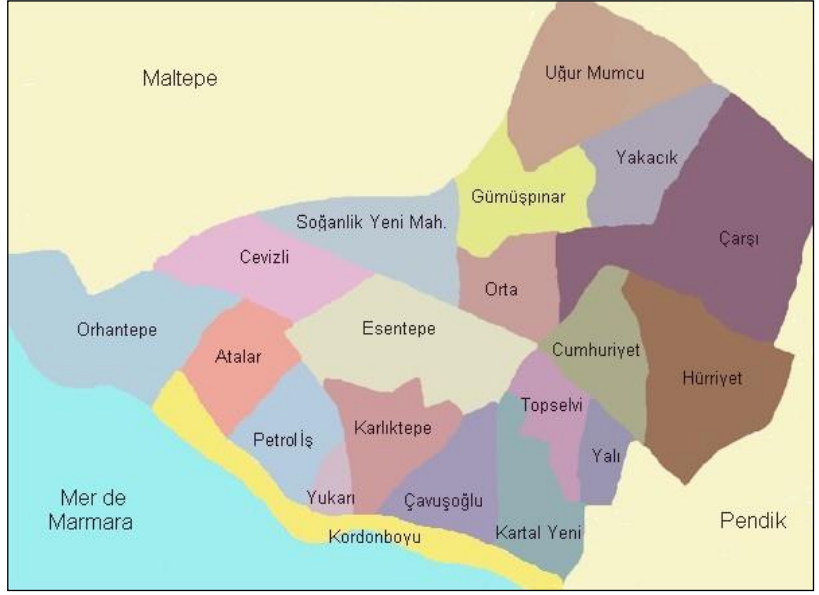 Uğur Mumcu
Maltepe
Yakacık
Gümüşpınar
Soğanlik Yeni Mah.
Çarşı
Cevizli
Orta
Orhantepe
Esentepe
Atalar
Cumhuriyet
Hürriyet
Topselvi
Karlıktepe
Petrol İş
Yalı
Yukarı
Çavuşoğlu
Mer de
Marmara
Pendik
Kartal Yeni
Kordonboyu